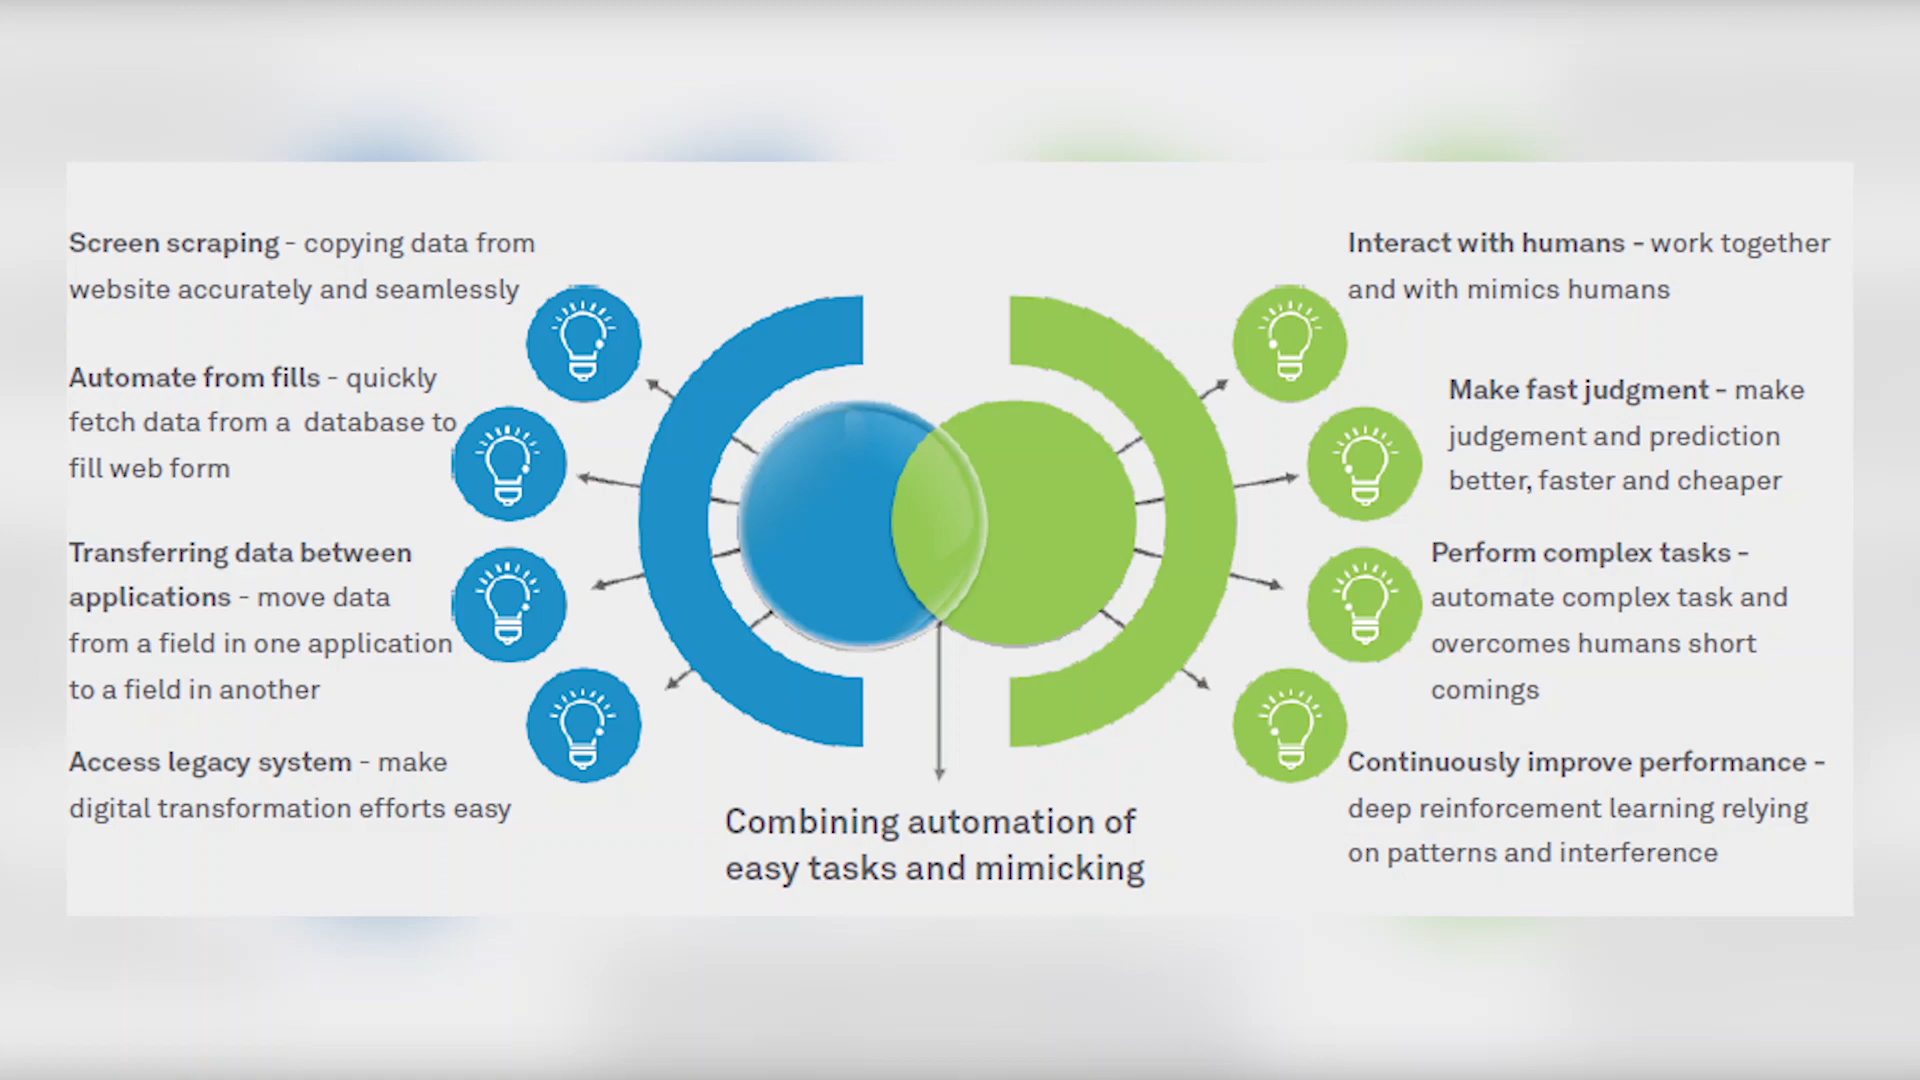 Screen scraping - copying data from
website accurately and seamlessly
Automate from fills - quickly
fetch data from a database to
fill web form
Transferring data between
applications - move data
from a field in one application
to a field in another
Access legacy system - make
digital transformation efforts easy
Combining automation of
easy tasks and mimicking
Interact with humans - work together
and with mimics humans
Make fast judgment - make
judgement and prediction
better, faster and cheaper
Perform complex tasks -
automate complex task and
overcomes humans short
comings
Continuously improve performance -
deep reinforcement learning relying
on patterns and interference